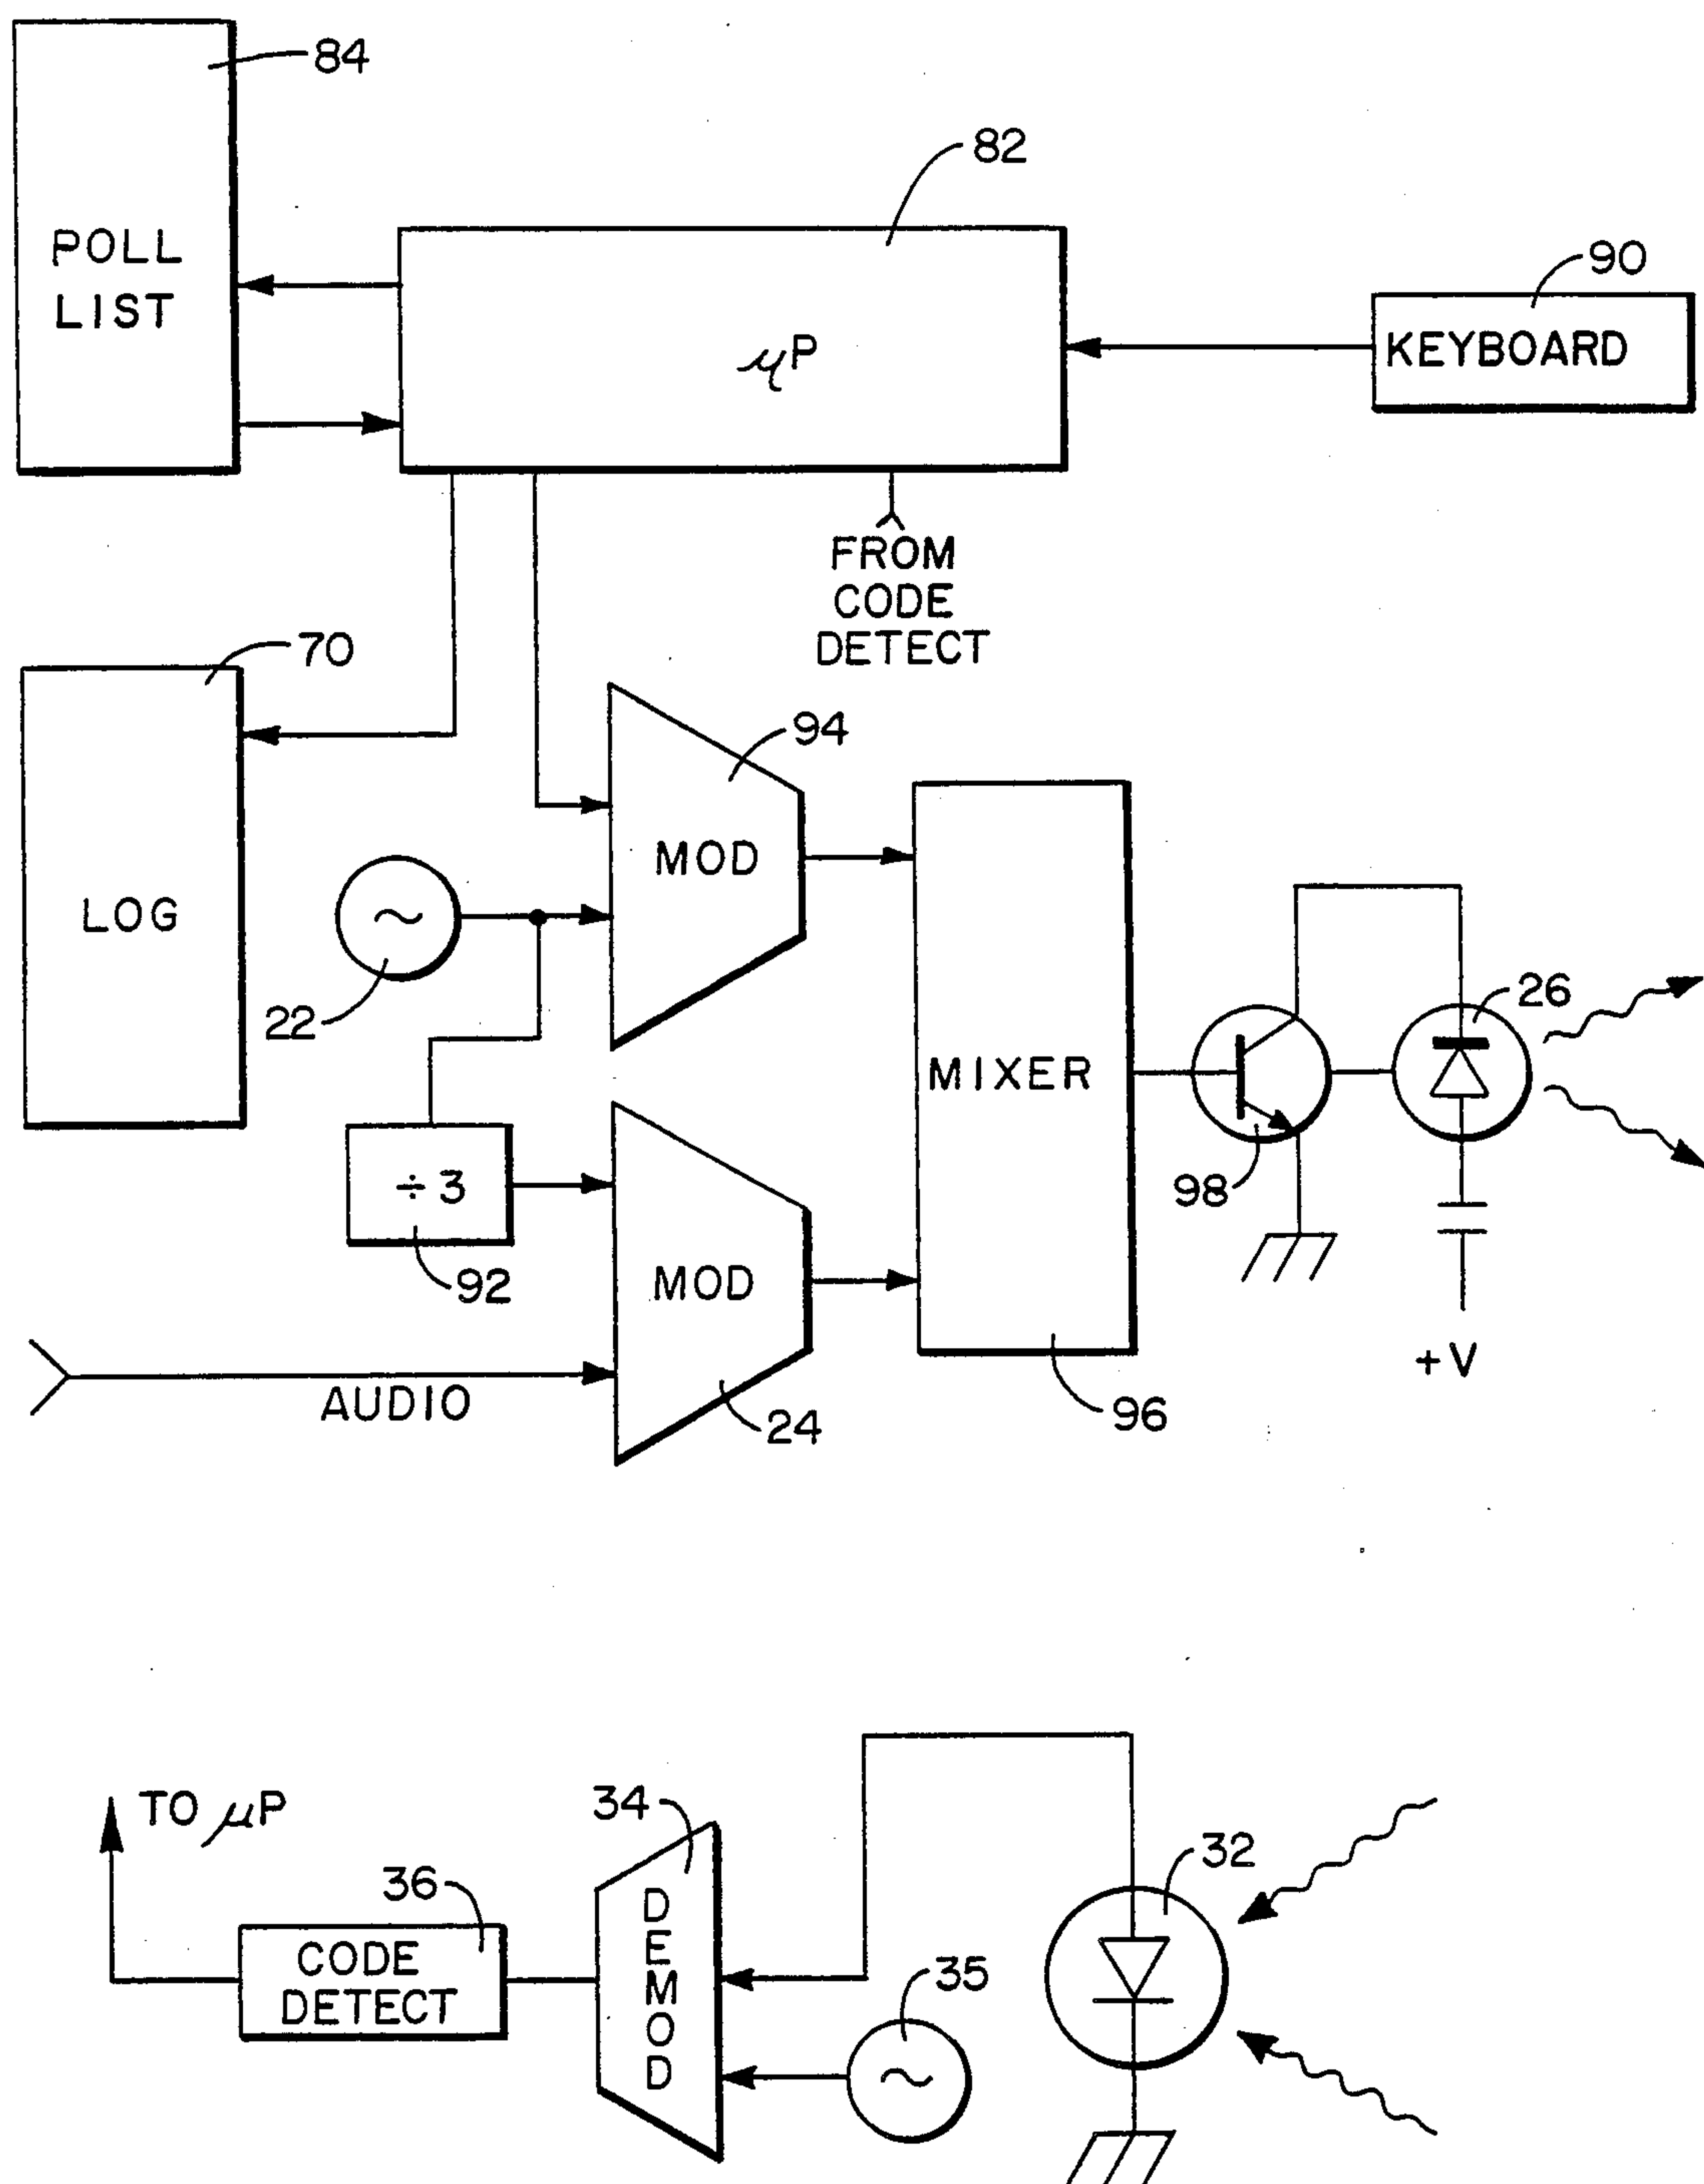 84
82
POLL
LIST
μP
90
KEYBOARD
FROM
CODE
DETECT
70
LOG
94
MOD
22
MIXER
26
÷3
92
MOD
98
AUDIO
24
96
+V
TO μP
34
36
CODE
DETECT
DEMOD
35
32